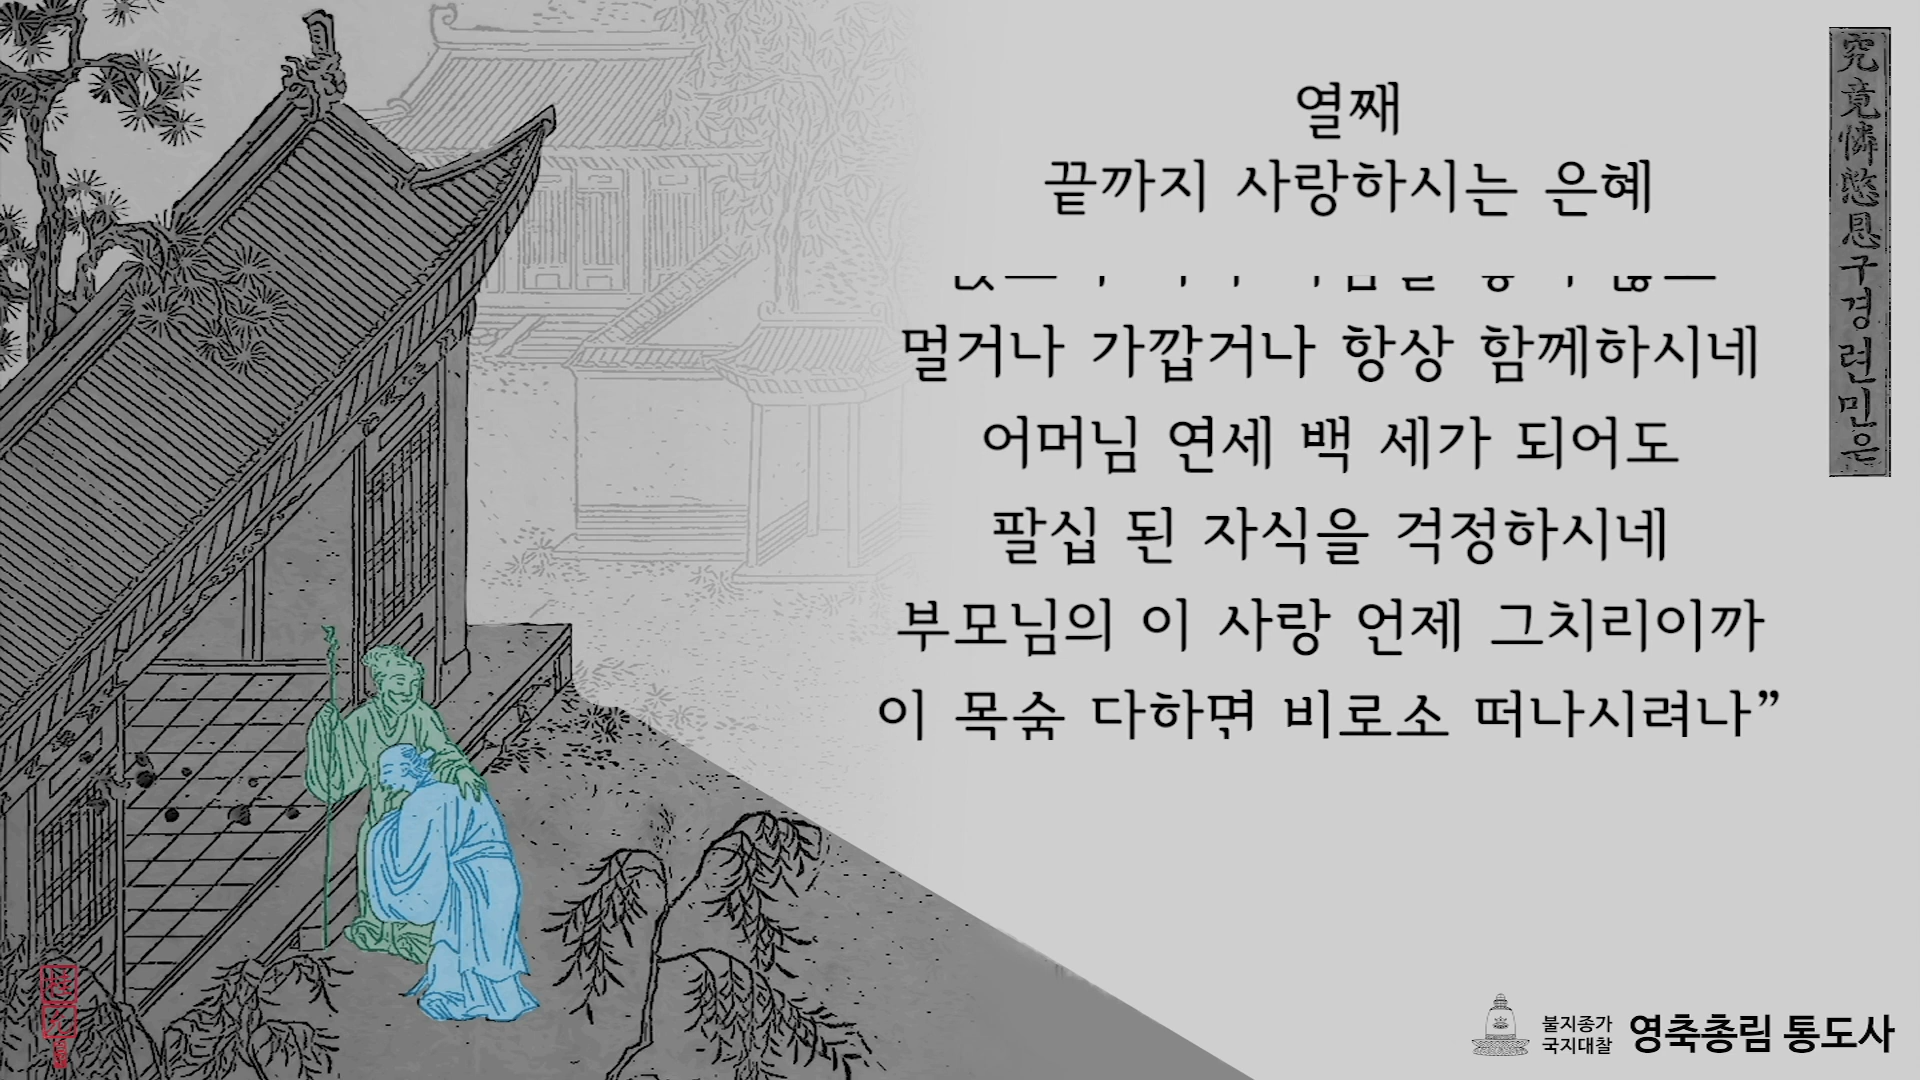 열째
끝까지 사랑하시는 은혜
멀거나 가깝거나 항상 함께하시네
어머님 연세 백 세가 되어도
팔십 된 자식을 걱정하시네
부모님의 이 사랑 언제 그치리이까
이 목숨 다하면 비로소 떠나시려나”
究竟憐愍恩구경련민은
불지종가
국지대찰
영축총림 통도사